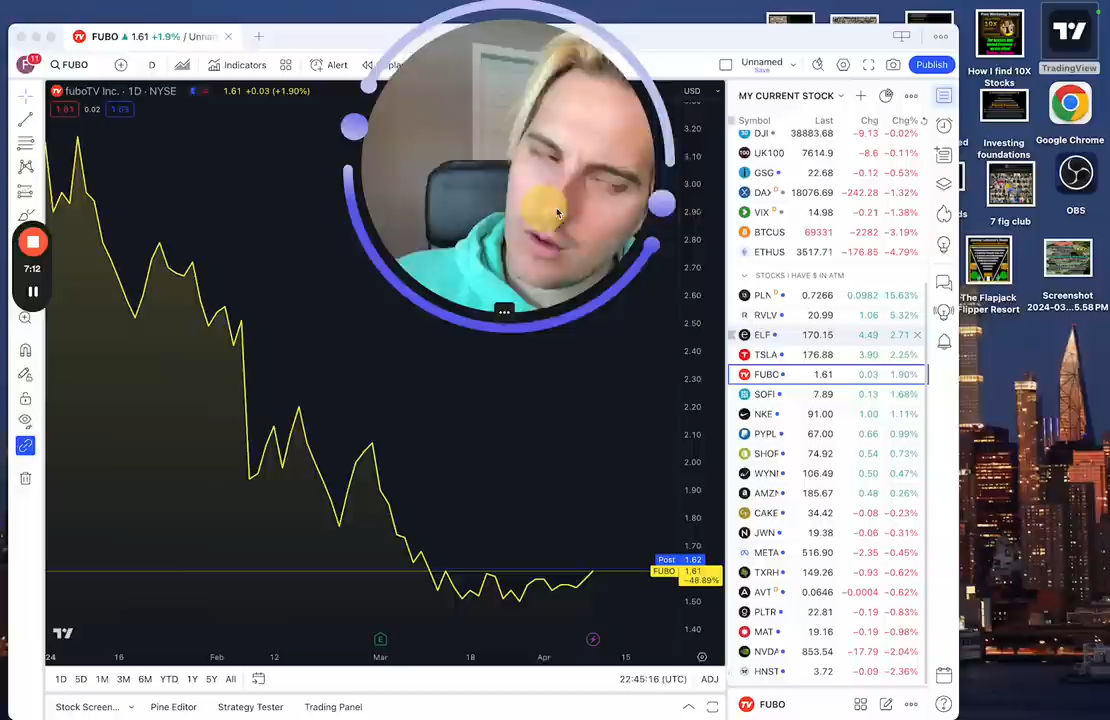 FUBO ▲ 1.61 +1.9% / Unnan
11
FUBO
D
Indicators
Alert
Unnamed
Save
Publish
fuboTV Inc. · 1D · NYSE
1.61 +0.03 (+1.90%)
1.61
0.02
1.63
USD
3.20
3.10
3.00
2.90
2.80
2.70
2.60
2.50
2.40
2.30
2.20
2.10
2.00
1.90
1.80
1.70
Post 1.62
FUBO 1.61
−48.89%
1.50
1.40
7:12
24
16
Feb
12
Mar
18
Apr
15
E
1D 5D 1M 3M 6M YTD 1Y 5Y All
22:45:16 (UTC)
ADJ
Stock Screen...
Pine Editor
Strategy Tester
Trading Panel
MY CURRENT STOCK
Symbol Last Chg Chg%
DJI 38883.68 −9.13 −0.02%
UK100 7614.9 −8.6 −0.11%
GSG 22.68 −0.12 −0.53%
DAX D 18076.69 −242.28 −1.32%
VIX 14.98 −0.21 −1.38%
BTCUS 69331 −2282 −3.19%
ETHUS 3517.71 −176.85 −4.79%
STOCKS I HAVE $ IN ATM
PLN D 0.7266 0.0982 15.63%
RVLV 20.99 1.06 5.32%
ELF 170.15 4.49 2.71
TSLA 176.88 3.90 2.25%
FUBO 1.61 0.03 1.90%
SOFI 7.89 0.13 1.68%
NKE 91.00 1.00 1.11%
PYPL 67.00 0.66 0.99%
SHOP 74.92 0.54 0.73%
WYNN 106.49 0.50 0.47%
AMZN 185.67 0.48 0.26%
CAKE 34.42 −0.08 −0.23%
JWN 19.38 −0.06 −0.31%
META 516.90 −2.35 −0.45%
TXRH 149.26 −0.93 −0.62%
AVT D 0.0646 −0.0004 −0.62%
PLTR 22.81 −0.19 −0.83%
MAT 19.16 −0.19 −0.98%
NVDA 853.54 −17.79 −2.04%
HNST 3.72 −0.09 −2.36%
FUBO
How I find 10X
Stocks
TradingView
Investing
foundations
Google Chrome
7 fig club
OBS
The Flapjack
Flipper Resort
Screenshot
2024-03...5.58 PM